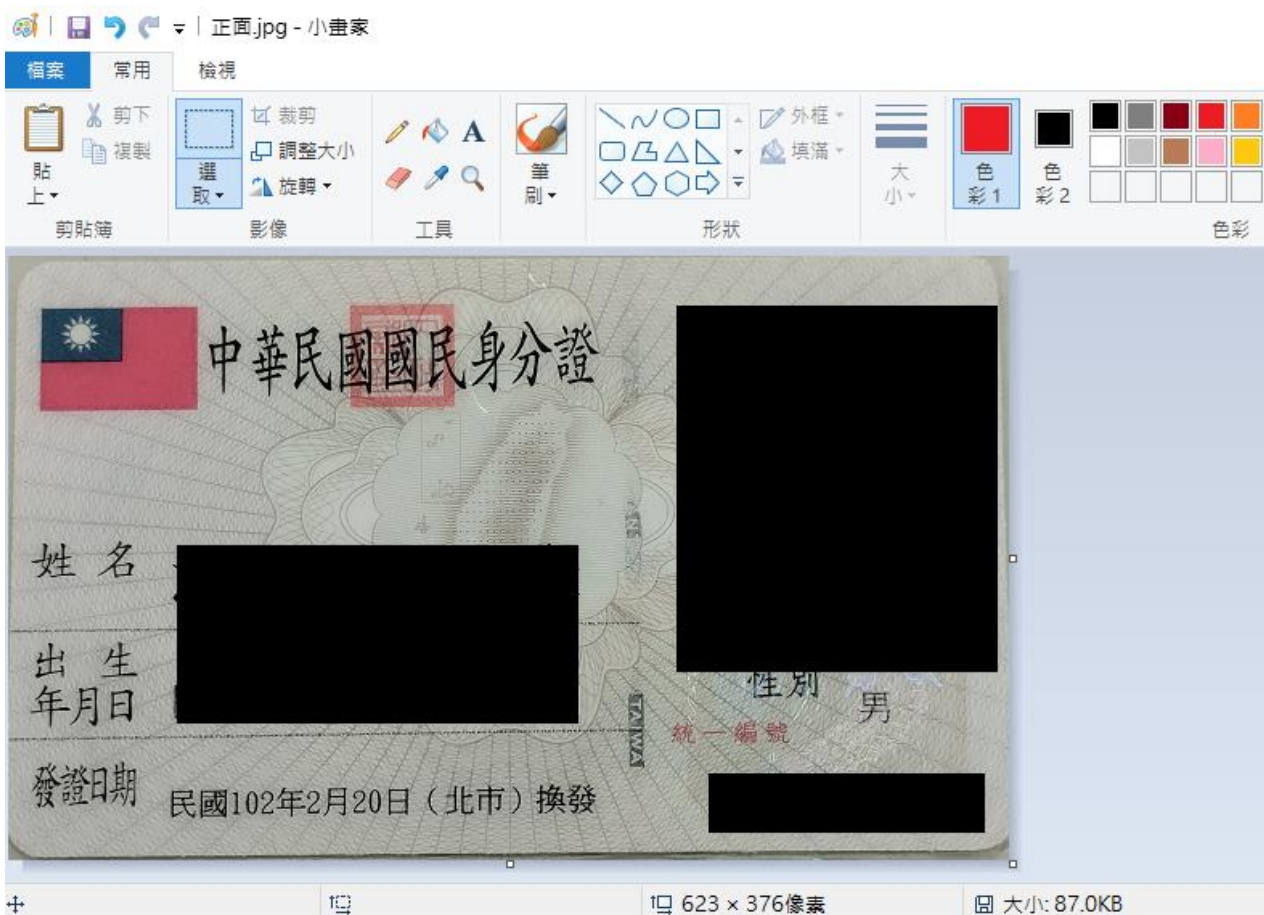 正面.jpg - 小畫家
檔案 常用 檢視
貼上
剪下
複製
剪貼簿
選取
裁剪
調整大小
旋轉
影像
A
工具
筆刷
外框
填滿
形狀
大小
色彩 1
色彩 2
色彩
中華民國國民身分證
姓名
出生年月日
性別 男
TAIWA
統一編號
發證日期 民國102年2月20日（北市）換發
623 × 376像素
大小: 87.0KB